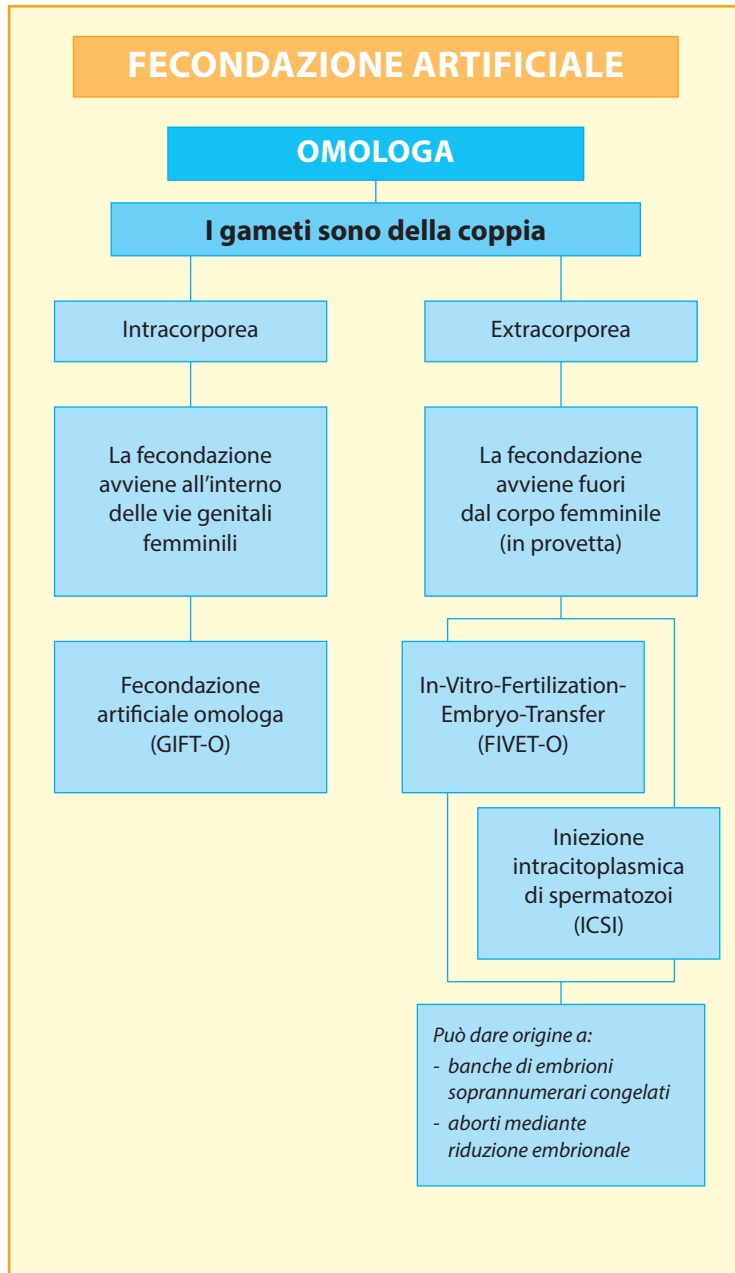 FECONDAZIONE ARTIFICIALE
OMOLOGA
I gameti sono della coppia
Intracorporea
Extracorporea
La fecondazione
avviene all’interno
delle vie genitali
femminili
La fecondazione
avviene fuori
dal corpo femminile
(in provetta)
Fecondazione
artificiale omologa
(GIFT-O)
In-Vitro-Fertilization-
Embryo-Transfer
(FIVET-O)
Iniezione
intracitoplasmica
di spermatozoi
(ICSI)
Può dare origine a:
- banche di embrioni
soprannumerari congelati
- aborti mediante
riduzione embrionale